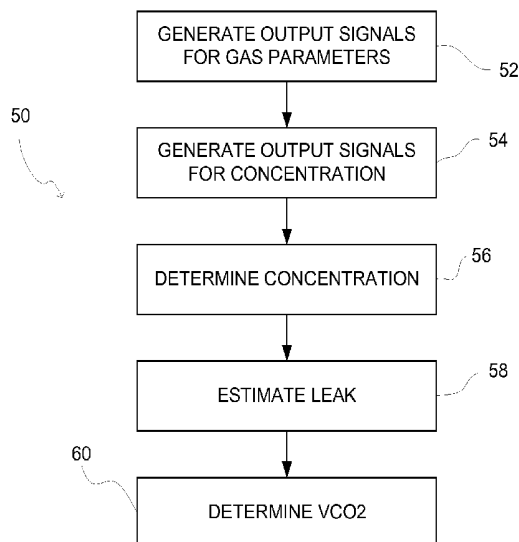 GENERATE OUTPUT SIGNALS
FOR GAS PARAMETERS
52
50
GENERATE OUTPUT SIGNALS
FOR CONCENTRATION
54
DETERMINE CONCENTRATION
56
ESTIMATE LEAK
58
60
DETERMINE VCO2